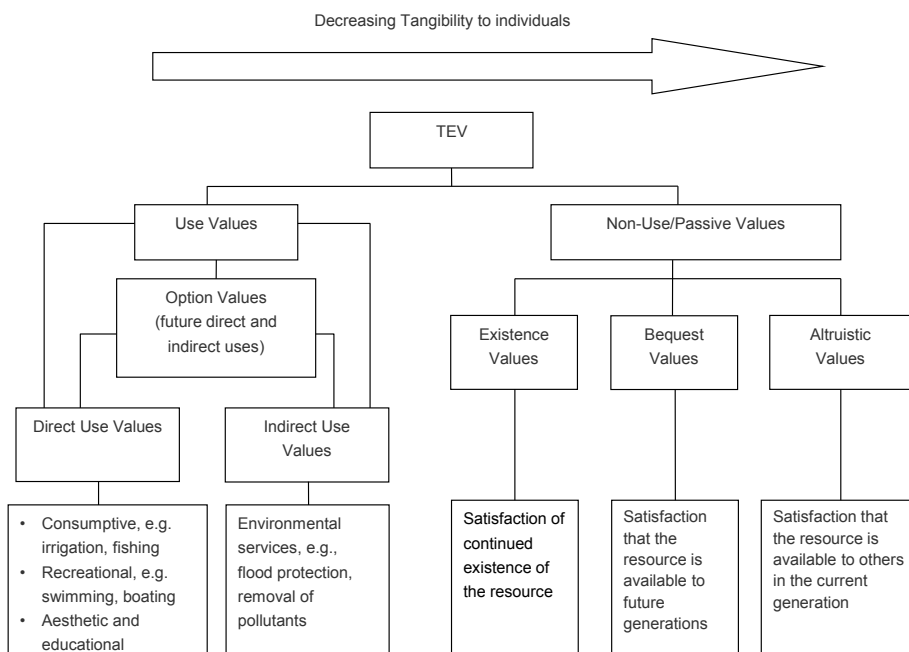 Decreasing Tangibility to individuals
TEV
Use Values
Non-Use/Passive Values
Option Values
(future direct and
indirect uses)
Existence
Values
Bequest
Values
Altruistic
Values
Direct Use Values
Indirect Use
Values
• Consumptive, e.g.
irrigation, fishing
• Recreational, e.g.
swimming, boating
• Aesthetic and
educational
Environmental
services, e.g.,
flood protection,
removal of
pollutants
Satisfaction of
continued
existence of
the resource
Satisfaction
that the
resource is
available to
future
generations
Satisfaction that
the resource is
available to others
in the current
generation